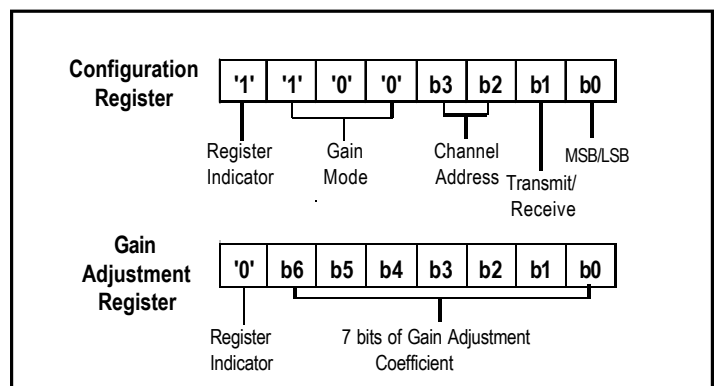 Configuration
Register
'1' '1' '0' '0' b3 b2 b1 b0
Register
Indicator
Gain
Mode
Channel
Address
Transmit/
Receive
MSB/LSB
Gain
Adjustment
Register
'0' b6 b5 b4 b3 b2 b1 b0
Register
Indicator
7 bits of Gain Adjustment
Coefficient